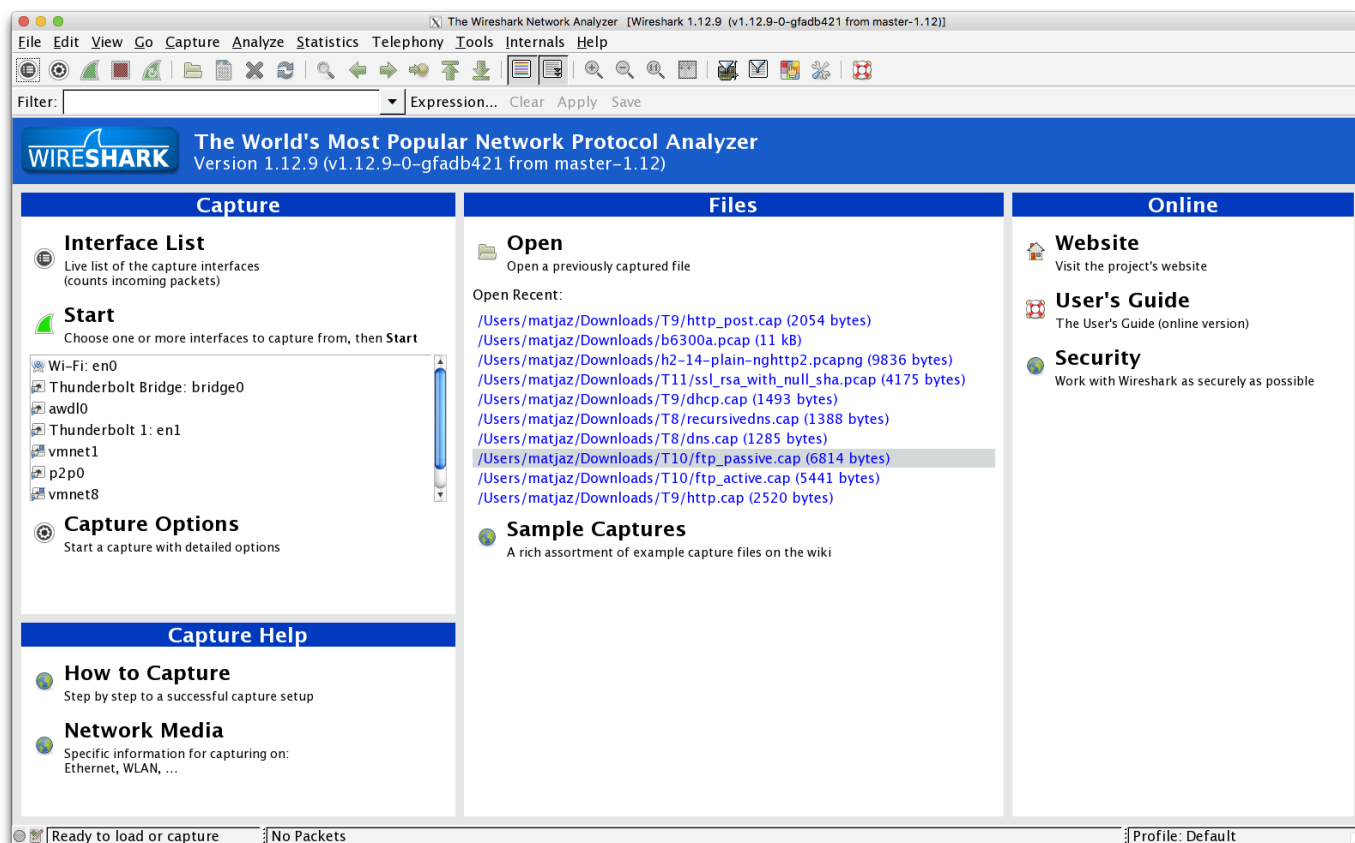 The Wireshark Network Analyzer [Wireshark 1.12.9 (v1.12.9-0-gfadb421 from master-1.12)]
File Edit View Go Capture Analyze Statistics Telephony Tools Internals Help
Filter: Expression... Clear Apply Save
WIRESHARK
The World's Most Popular Network Protocol Analyzer
Version 1.12.9 (v1.12.9-0-gfadb421 from master-1.12)
Capture
Interface List
Live list of the capture interfaces
(counts incoming packets)
Start
Choose one or more interfaces to capture from, then Start
Wi-Fi: en0
Thunderbolt Bridge: bridge0
awdl0
Thunderbolt 1: en1
vmnet1
p2p0
vmnet8
Capture Options
Start a capture with detailed options
Capture Help
How to Capture
Step by step to a successful capture setup
Network Media
Specific information for capturing on:
Ethernet, WLAN, ...
Files
Open
Open a previously captured file
Open Recent:
/Users/matjaz/Downloads/T9/http_post.cap (2054 bytes)
/Users/matjaz/Downloads/b6300a.pcap (11 kB)
/Users/matjaz/Downloads/h2-14-plain-nghttp2.pcapng (9836 bytes)
/Users/matjaz/Downloads/T11/ssl_rsa_with_null_sha.pcap (4175 bytes)
/Users/matjaz/Downloads/T9/dhcp.cap (1493 bytes)
/Users/matjaz/Downloads/T8/recursivedns.cap (1388 bytes)
/Users/matjaz/Downloads/T8/dns.cap (1285 bytes)
/Users/matjaz/Downloads/T10/ftp_passive.cap (6814 bytes)
/Users/matjaz/Downloads/T10/ftp_active.cap (5441 bytes)
/Users/matjaz/Downloads/T9/http.cap (2520 bytes)
Sample Captures
A rich assortment of example capture files on the wiki
Online
Website
Visit the project's website
User's Guide
The User's Guide (online version)
Security
Work with Wireshark as securely as possible
Ready to load or capture
No Packets
Profile: Default